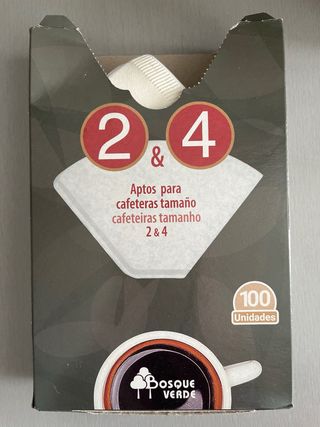 2 & 4
Aptos para
cafeteras tamaño
cafeteiras tamanho
2 & 4
100
Unidades
BOSQUE
VERDE